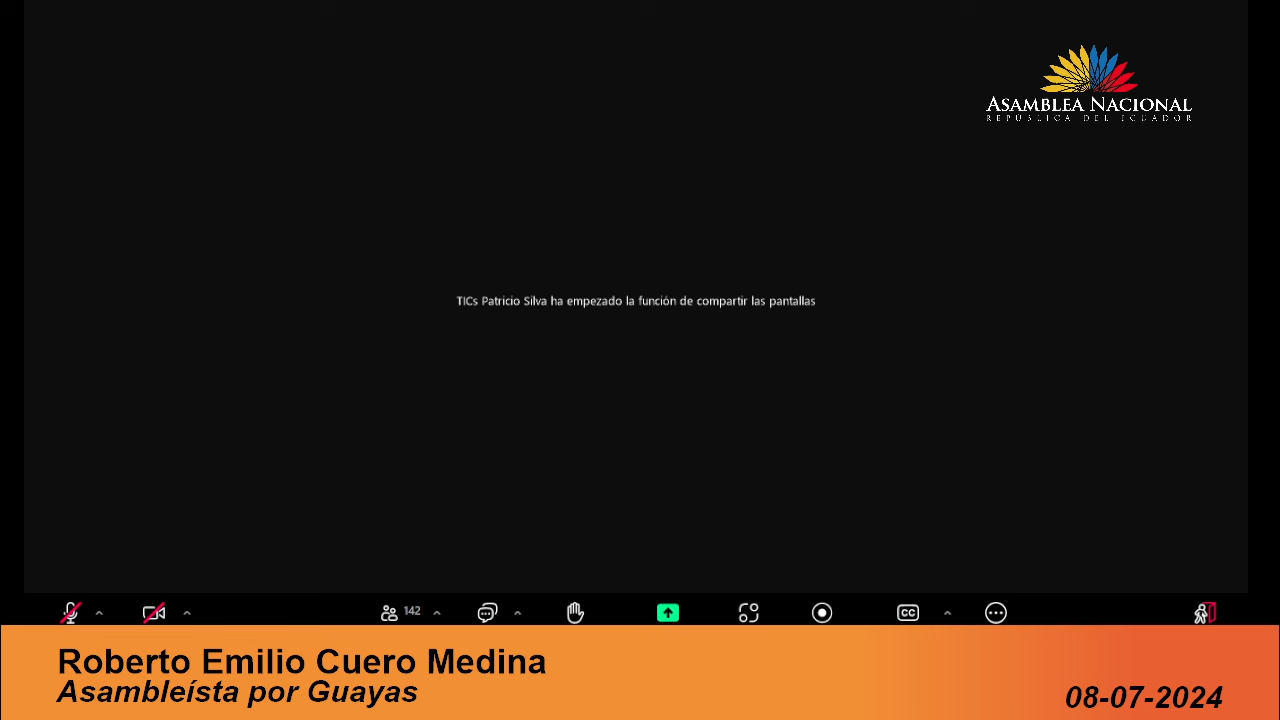 ASAMBLEA NACIONAL
REPÚBLICA DEL ECUADOR
TICs Patricio Silva ha empezado la función de compartir las pantallas
142
CC
Roberto Emilio Cuero Medina
Asambleísta por Guayas
08-07-2024